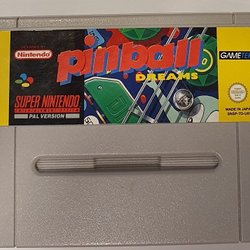 Nintendo
pinball
DREAMS
GAMETEK
SUPER NINTENDO
ENTERTAINMENT SYSTEM
PAL VERSION
MADE IN JAPAN